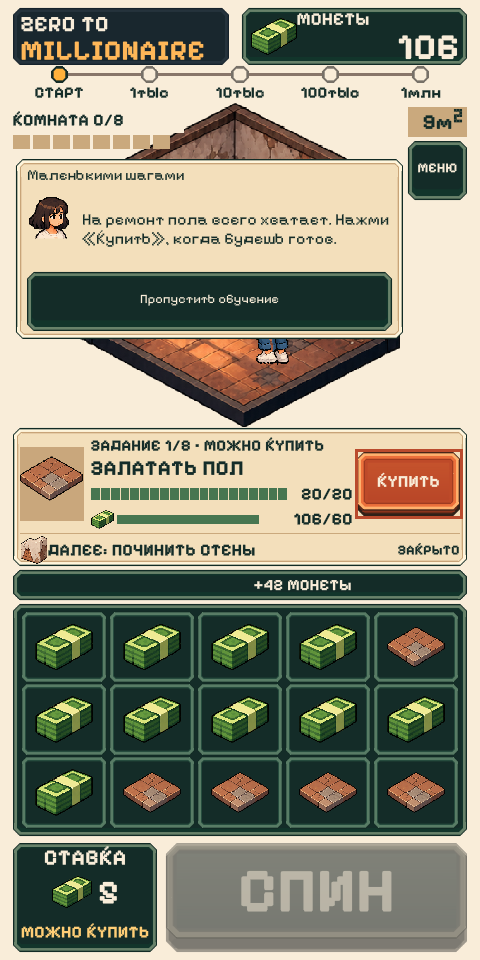 ZERO TO
MILLIONAIRE
МОНЕТЫ
106
СТАРТ
1тыс
10тыс
100тыс
1млн
КОМНАТА 0/8
9м²
МЕНЮ
Маленькими шагами
На ремонт пола всего хватает. Нажми
«Купить», когда будешь готов.
Пропустить обучение
ЗАДАНИЕ 1/8 · МОЖНО КУПИТЬ
ЗАЛАТАТЬ ПОЛ
20/20
КУПИТЬ
106/60
ДАЛЕЕ: ПОЧИНИТЬ СТЕНЫ
ЗАКРЫТО
+42 МОНЕТЫ
СТАВКА
МОЖНО КУПИТЬ
СПИН